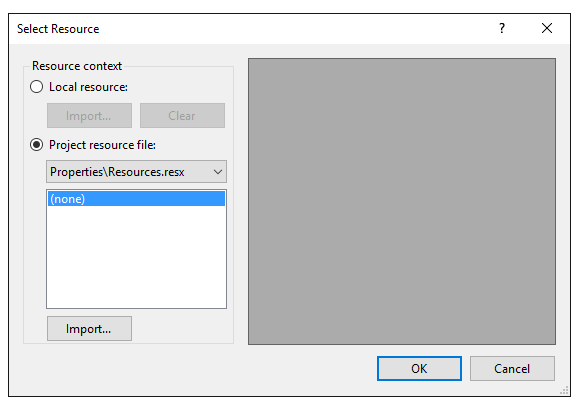 Select Resource ?
Resource context
Local resource:
Import... Clear
Project resource file:
Properties\Resources.resx
(none)
Import...
OK Cancel